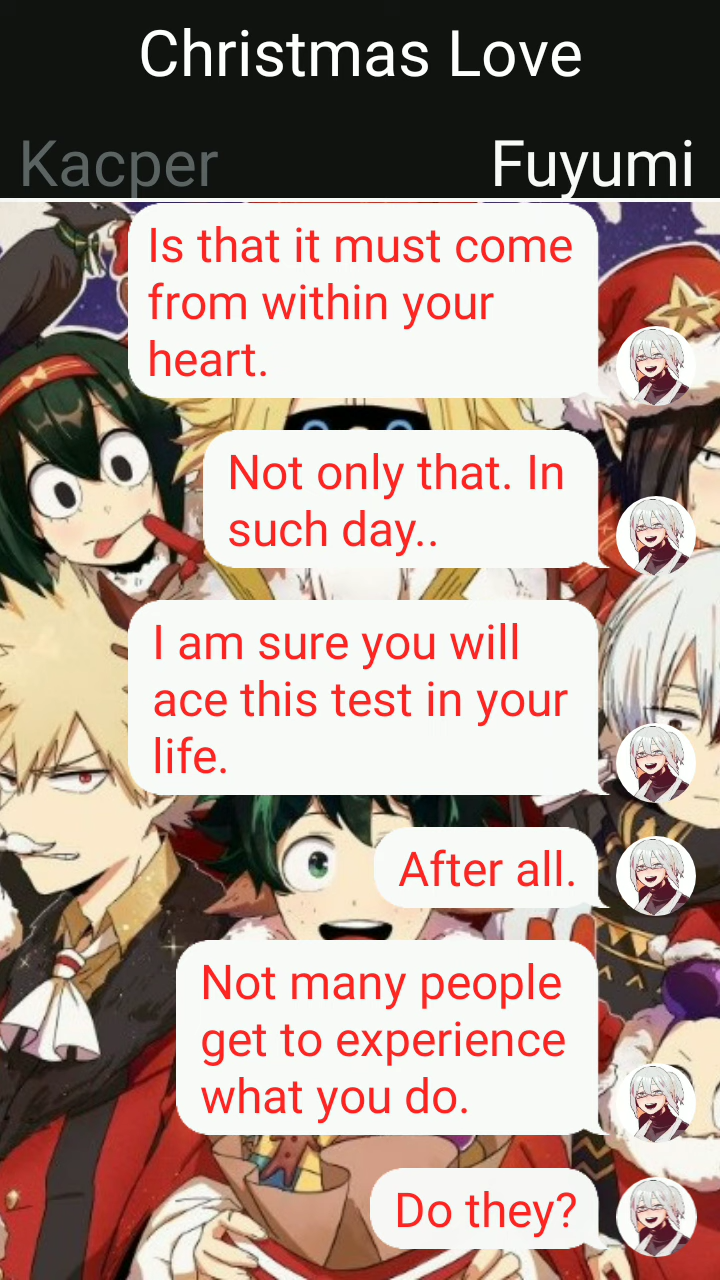 Christmas Love
Kacper
Fuyumi
Is that it must come
from within your
heart.
Not only that. In
such day..
I am sure you will
ace this test in your
life.
After all.
Not many people
get to experience
what you do.
Do they?